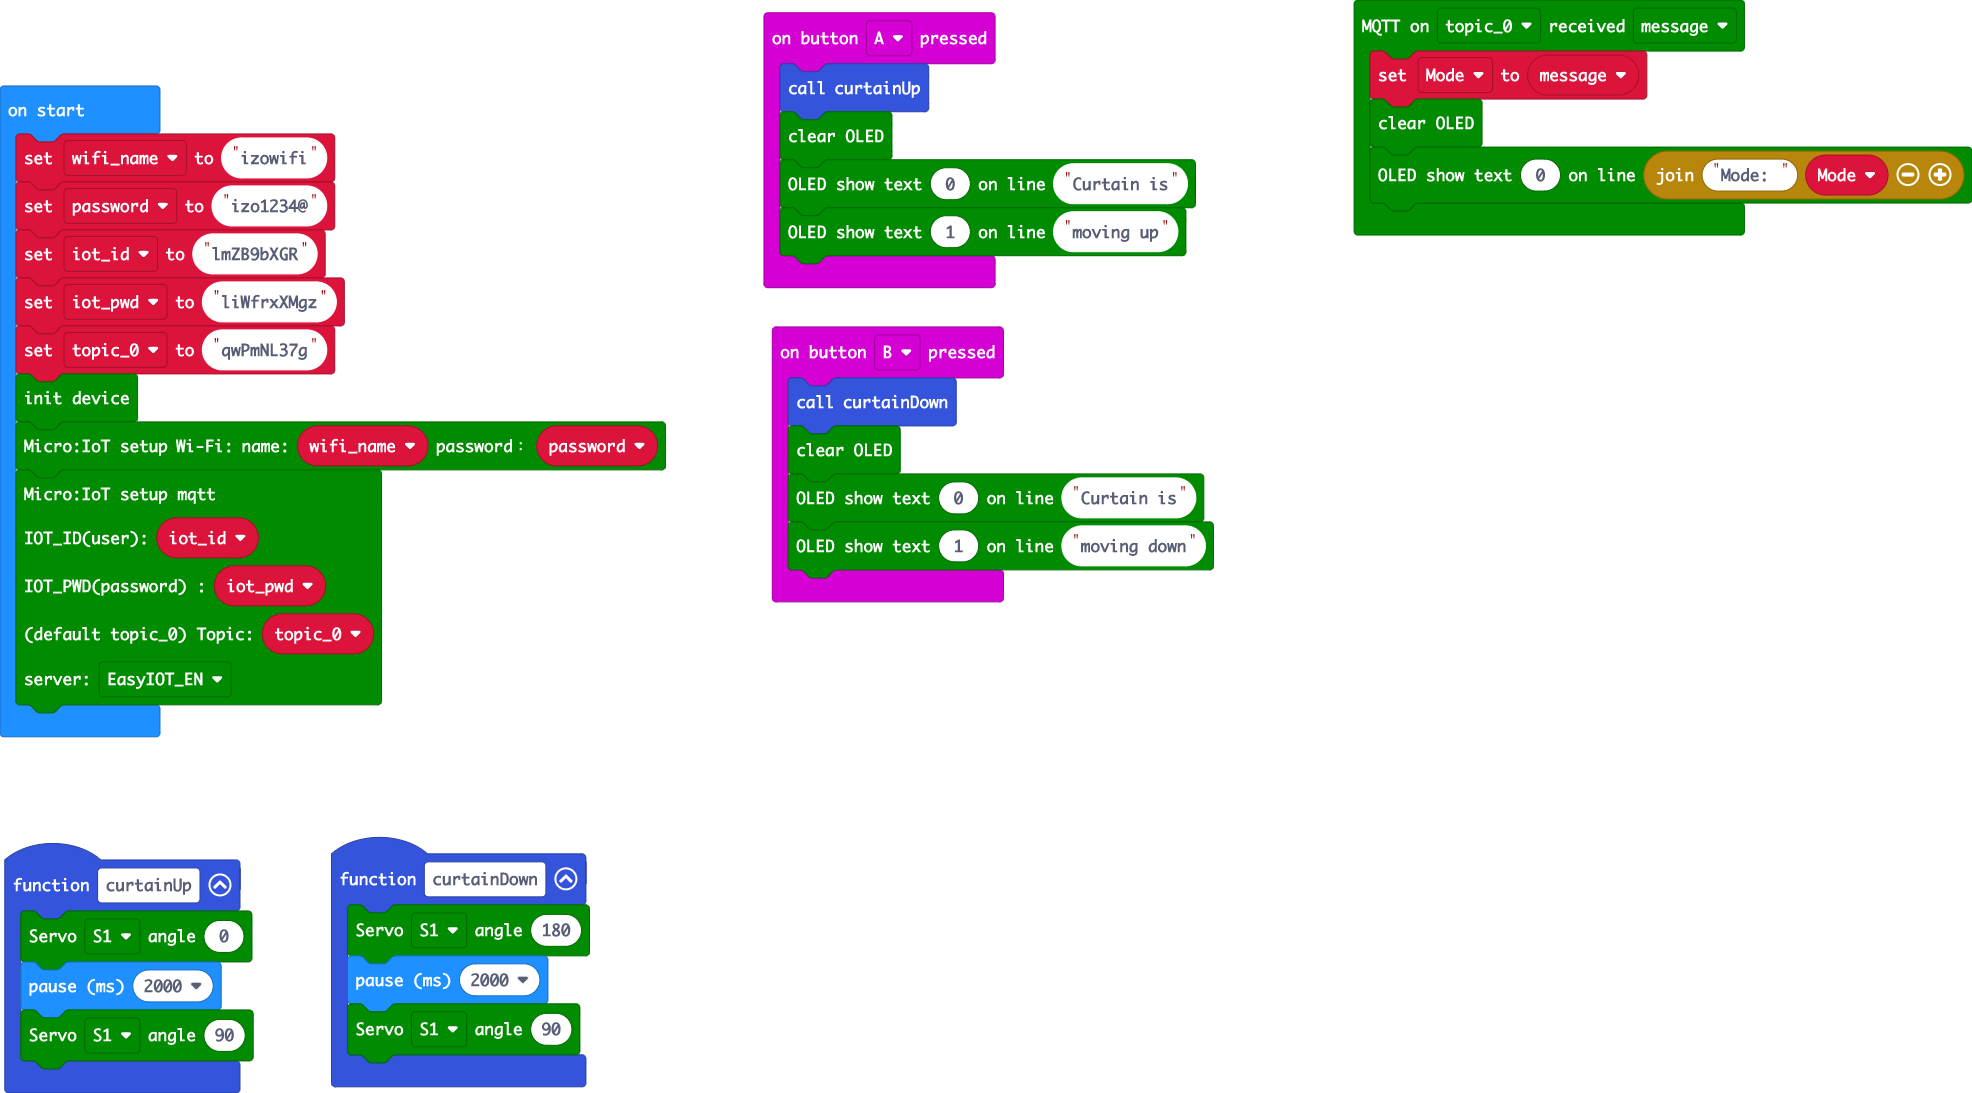 on start
set wifi_name to "izowifi"
set password to "izo1234@"
set iot_id to "lmZB9bXGR"
set iot_pwd to "liWfrxXMgz"
set topic_0 to "qwPmNL37g"
init device
Micro:IoT setup Wi-Fi: name: wifi_name password: password
Micro:IoT setup mqtt
IOT_ID(user): iot_id
IOT_PWD(password) : iot_pwd
(default topic_0) Topic: topic_0
server: EasyIOT_EN
on button A pressed
call curtainUp
clear OLED
OLED show text 0 on line "Curtain is"
OLED show text 1 on line "moving up"
on button B pressed
call curtainDown
clear OLED
OLED show text 0 on line "Curtain is"
OLED show text 1 on line "moving down"
MQTT on topic_0 received message
set Mode to message
clear OLED
OLED show text 0 on line join "Mode: " Mode
function curtainUp
Servo S1 angle 0
pause (ms) 2000
Servo S1 angle 90
function curtainDown
Servo S1 angle 180
pause (ms) 2000
Servo S1 angle 90